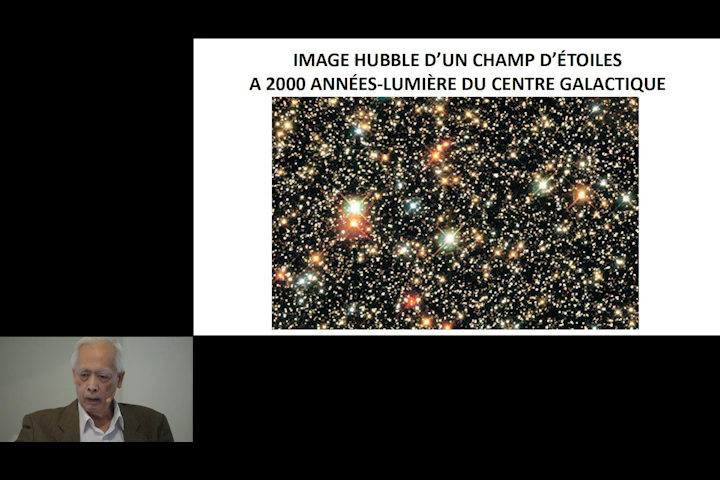 IMAGE HUBBLE D’UN CHAMP D’ÉTOILES
A 2000 ANNÉES-LUMIÈRE DU CENTRE GALACTIQUE